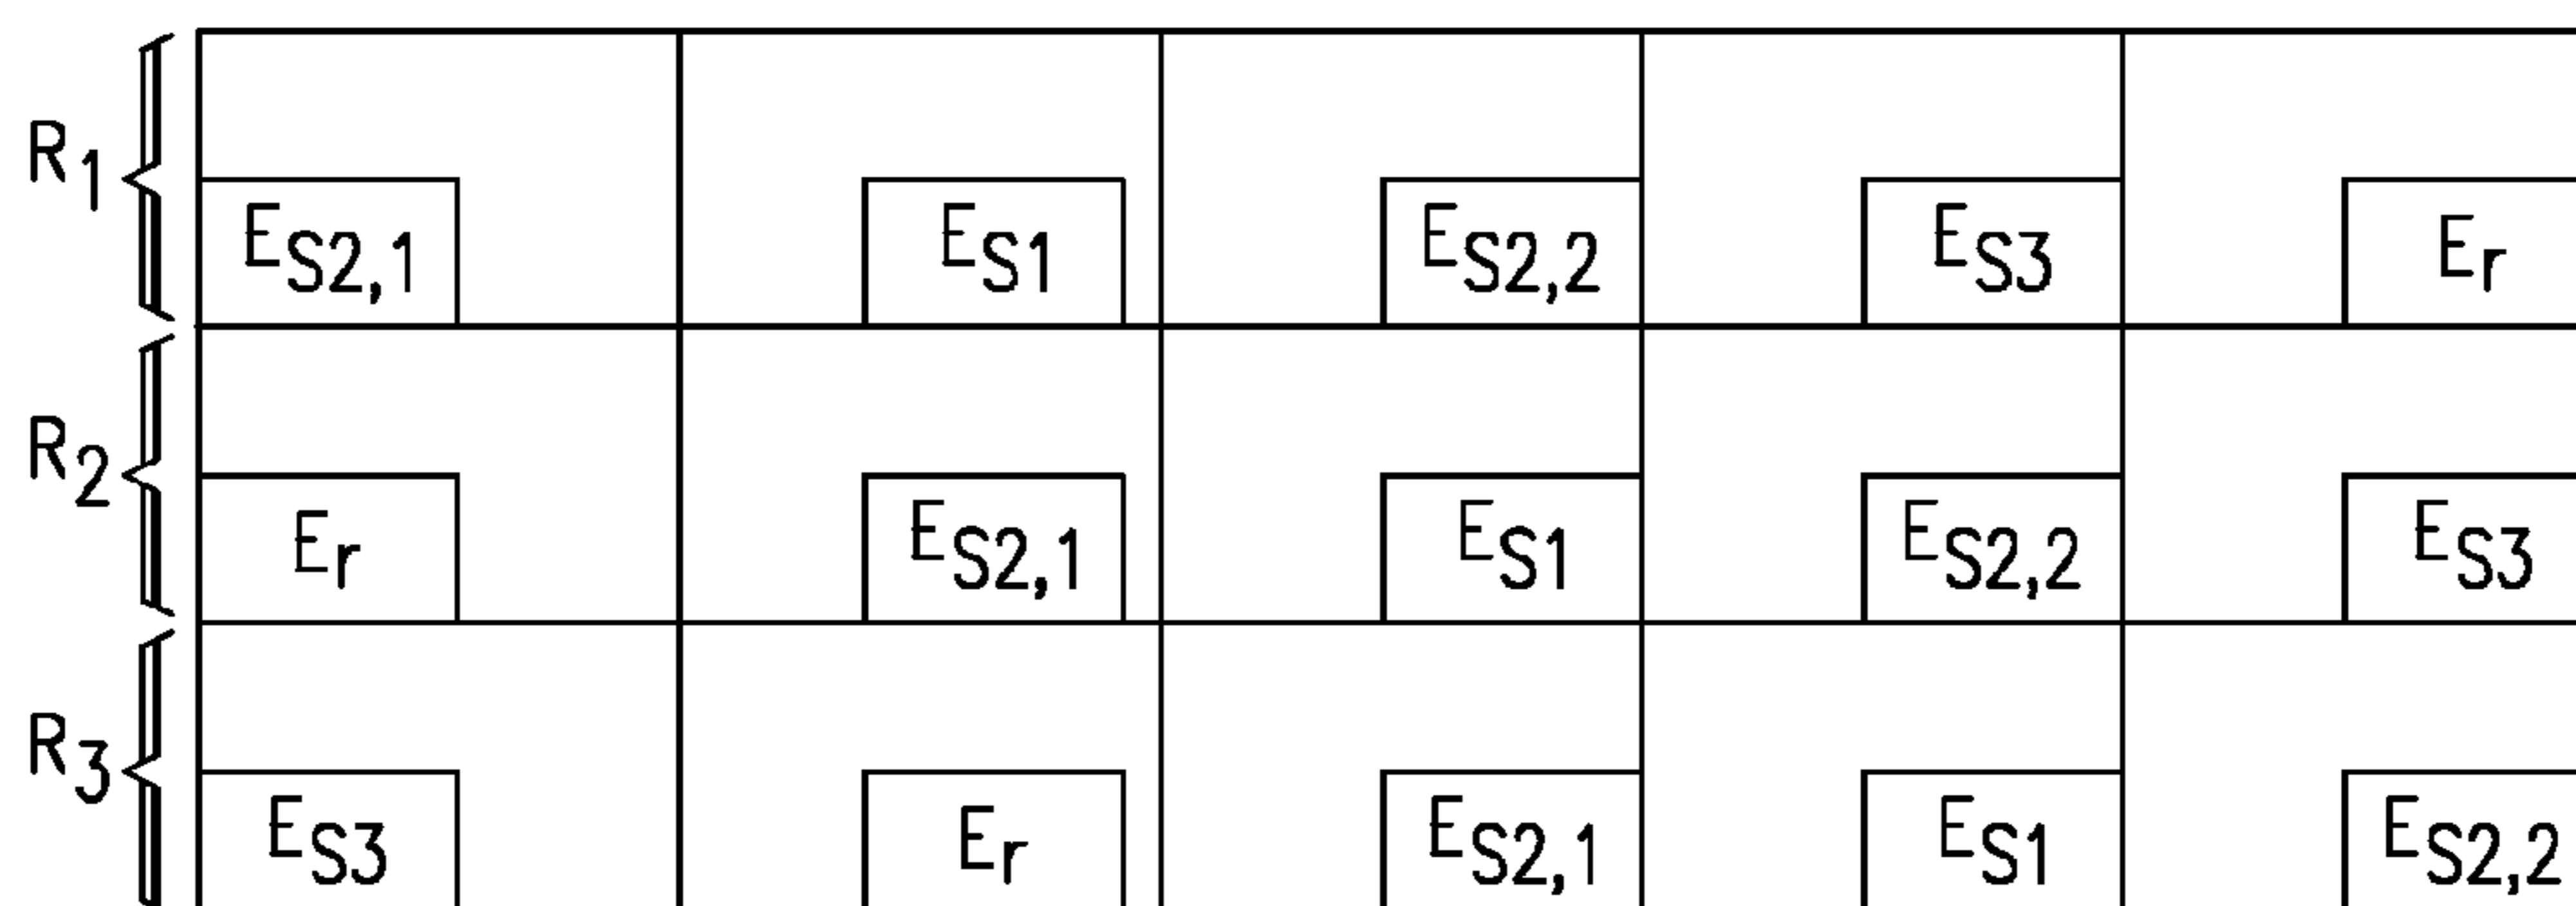 R1 ES2,1 ES1 ES2,2 ES3 Er
R2 Er ES2,1 ES1 ES2,2 ES3
R3 ES3 Er ES2,1 ES1 ES2,2